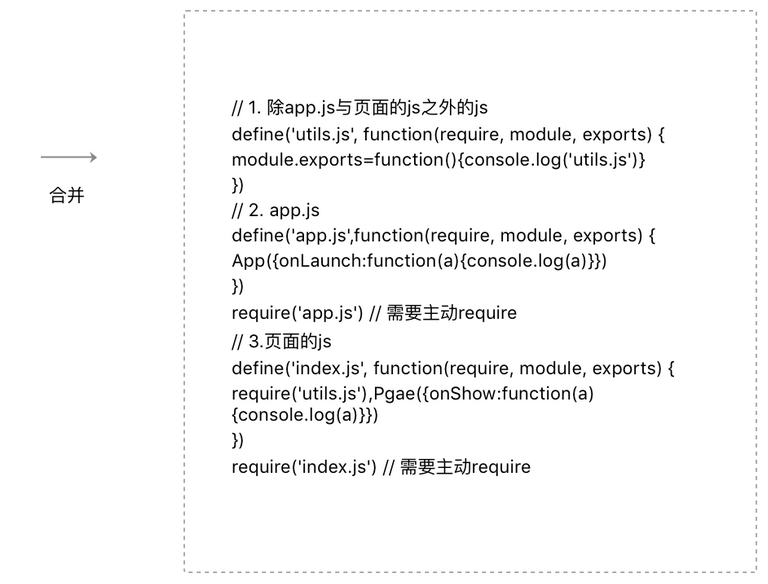 合并
// 1. 除app.js与页面的js之外的js
define('utils.js', function(require, module, exports) {
module.exports=function(){console.log('utils.js')}
})
// 2. app.js
define('app.js',function(require, module, exports) {
App({onLaunch:function(a){console.log(a)}})
})
require('app.js') // 需要主动require
// 3.页面的js
define('index.js', function(require, module, exports) {
require('utils.js'),Pgae({onShow:function(a)
{console.log(a)}})
})
require('index.js') // 需要主动require